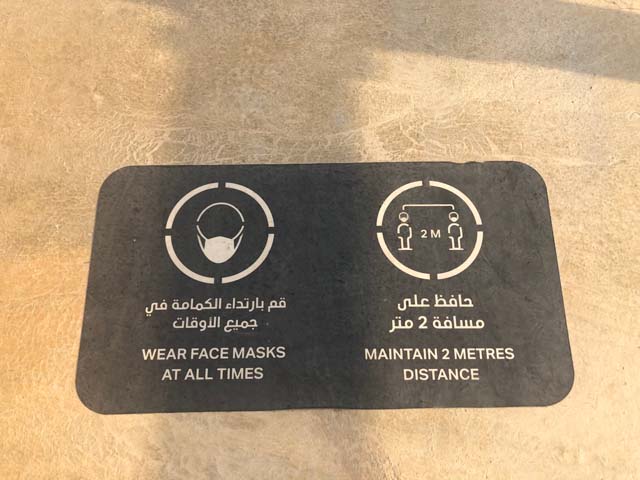 قم بارتداء الكمامة في
جميع الأوقات
WEAR FACE MASKS
AT ALL TIMES
2 M
حافظ على
مسافة 2 متر
MAINTAIN 2 METRES
DISTANCE